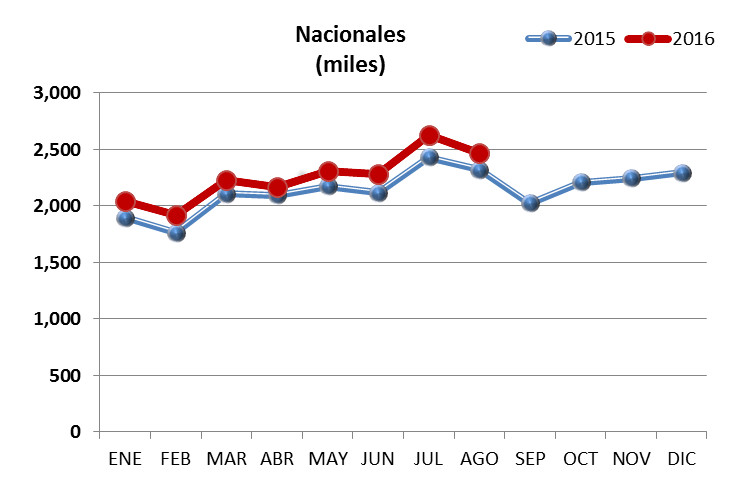 Nacionales
(miles)
2015 2016
3,000
2,500
2,000
1,500
1,000
500
0
ENE FEB MAR ABR MAY JUN JUL AGO SEP OCT NOV DIC